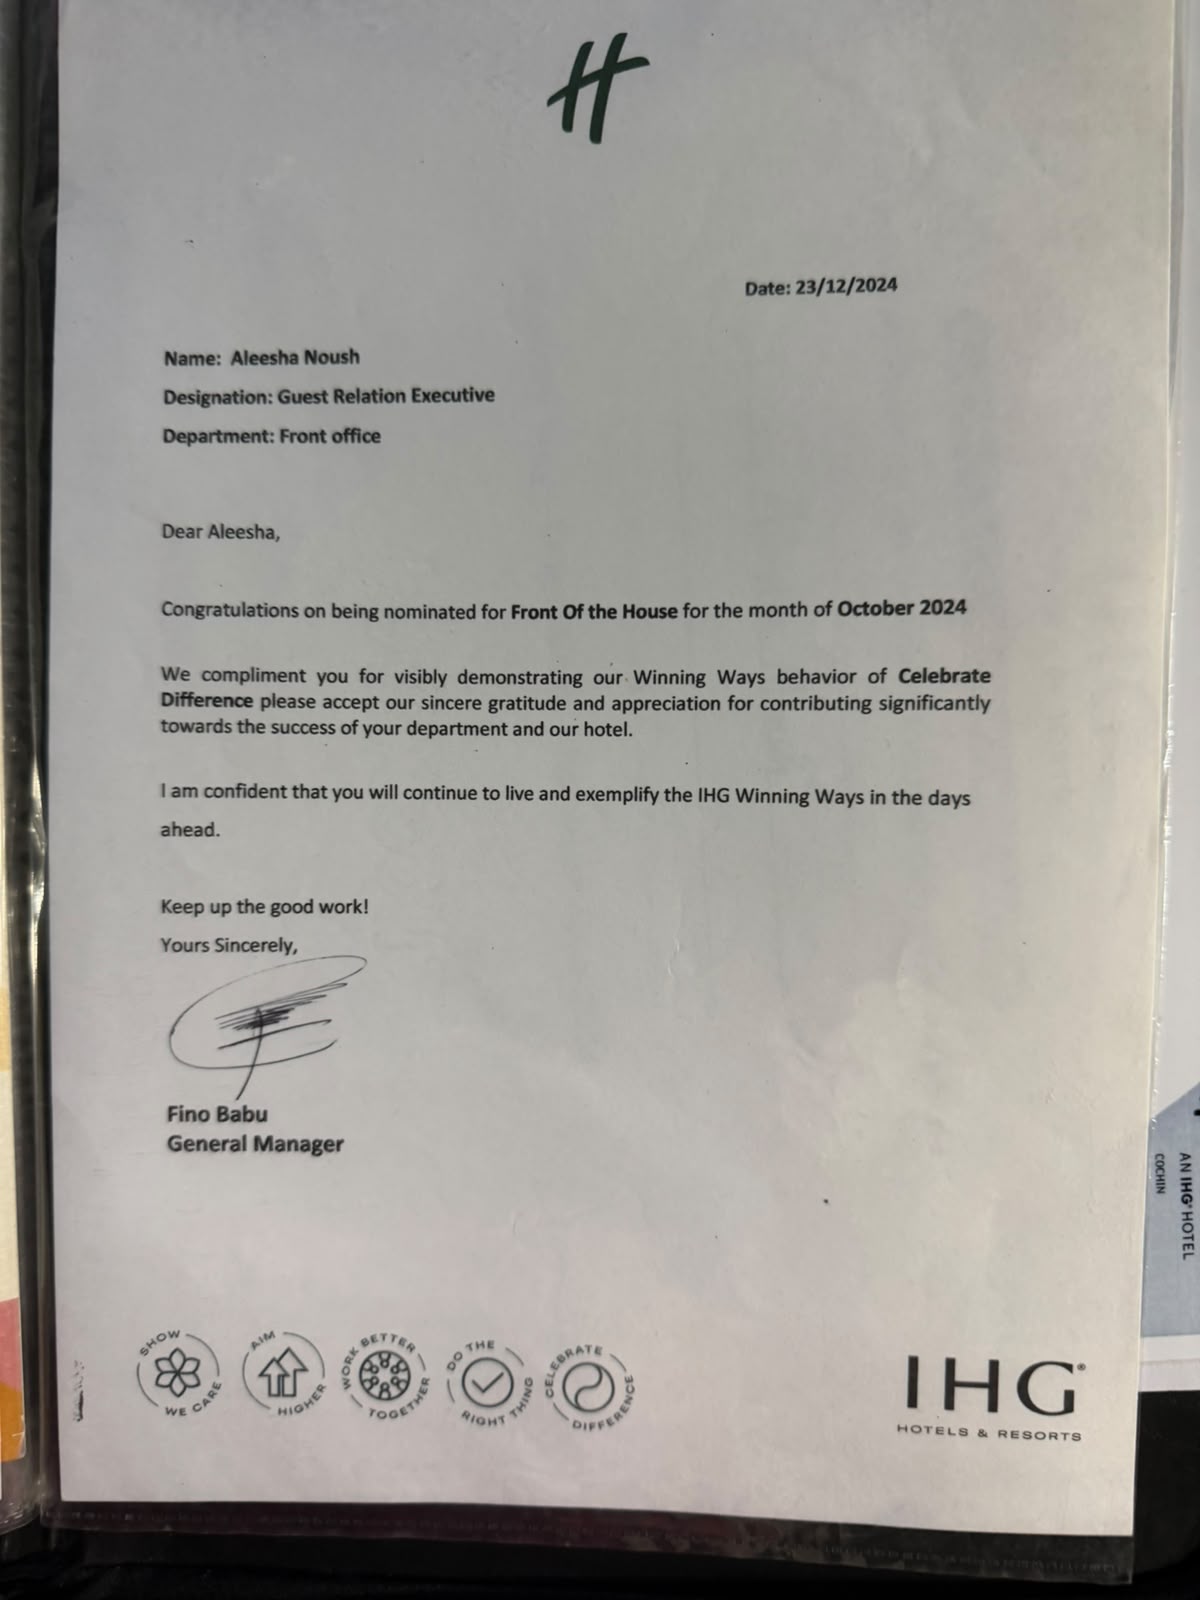 H
Date: 23/12/2024
Name: Aleesha Noush
Designation: Guest Relation Executive
Department: Front office
Dear Aleesha,
Congratulations on being nominated for Front Of the House for the month of October 2024
We compliment you for visibly demonstrating our Winning Ways behavior of Celebrate
Difference please accept our sincere gratitude and appreciation for contributing significantly
towards the success of your department and our hotel.
I am confident that you will continue to live and exemplify the IHG Winning Ways in the days
ahead.
Keep up the good work!
Yours Sincerely,
Fino Babu
General Manager
SHOW WE CARE
AIM HIGHER
WORK BETTER TOGETHER
DO THE RIGHT THING
CELEBRATE DIFFERENCE
IHG®
HOTELS & RESORTS
AN IHG® HOTEL
COCHIN